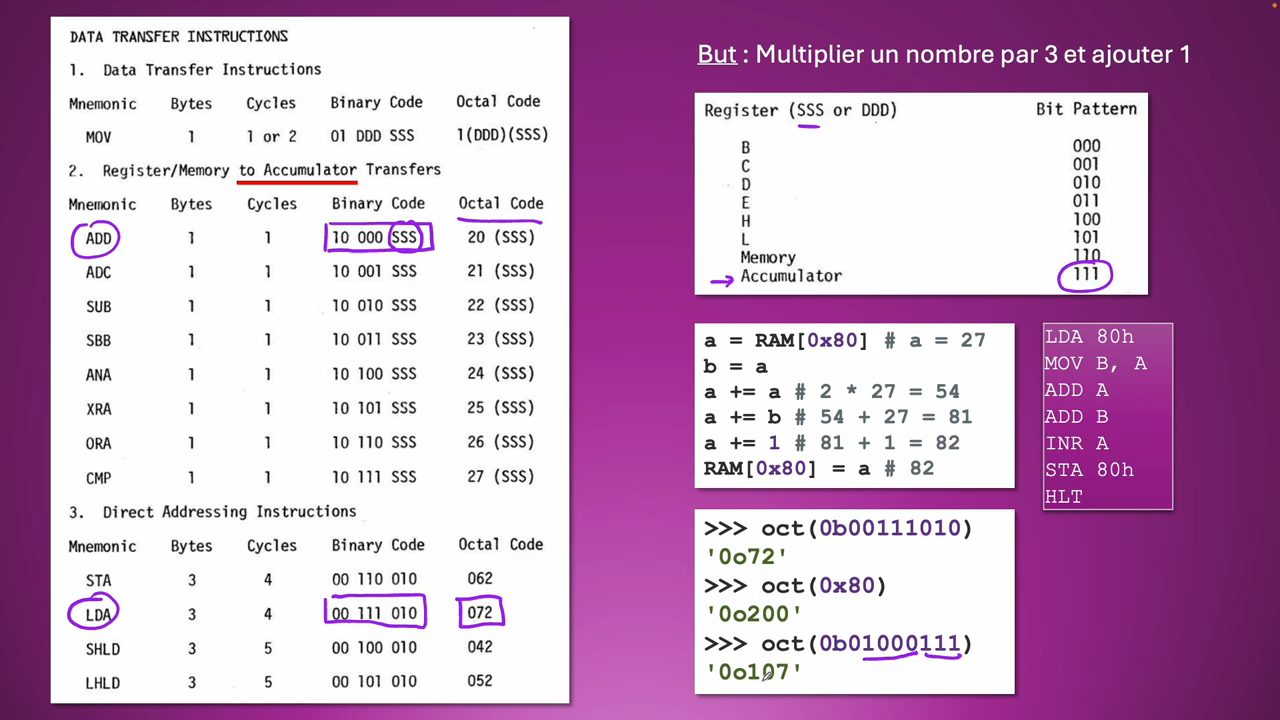 DATA TRANSFER INSTRUCTIONS
1. Data Transfer Instructions
Mnemonic Bytes Cycles Binary Code Octal Code
MOV 1 1 or 2 01 DDD SSS 1(DDD)(SSS)
2. Register/Memory to Accumulator Transfers
Mnemonic Bytes Cycles Binary Code Octal Code
ADD 1 1 10 000 SSS 20 (SSS)
ADC 1 1 10 001 SSS 21 (SSS)
SUB 1 1 10 010 SSS 22 (SSS)
SBB 1 1 10 011 SSS 23 (SSS)
ANA 1 1 10 100 SSS 24 (SSS)
XRA 1 1 10 101 SSS 25 (SSS)
ORA 1 1 10 110 SSS 26 (SSS)
CMP 1 1 10 111 SSS 27 (SSS)
3. Direct Addressing Instructions
Mnemonic Bytes Cycles Binary Code Octal Code
STA 3 4 00 110 010 062
LDA 3 4 00 111 010 072
SHLD 3 5 00 100 010 042
LHLD 3 5 00 101 010 052
But : Multiplier un nombre par 3 et ajouter 1
Register (SSS or DDD) Bit Pattern
B 000
C 001
D 010
E 011
H 100
L 101
Memory 110
Accumulator 111
a = RAM[0x80] # a = 27
b = a
a += a # 2 * 27 = 54
a += b # 54 + 27 = 81
a += 1 # 81 + 1 = 82
RAM[0x80] = a # 82
LDA 80h
MOV B, A
ADD A
ADD B
INR A
STA 80h
HLT
>>> oct(0b00111010)
'0o72'
>>> oct(0x80)
'0o200'
>>> oct(0b01000111)
'0o107'